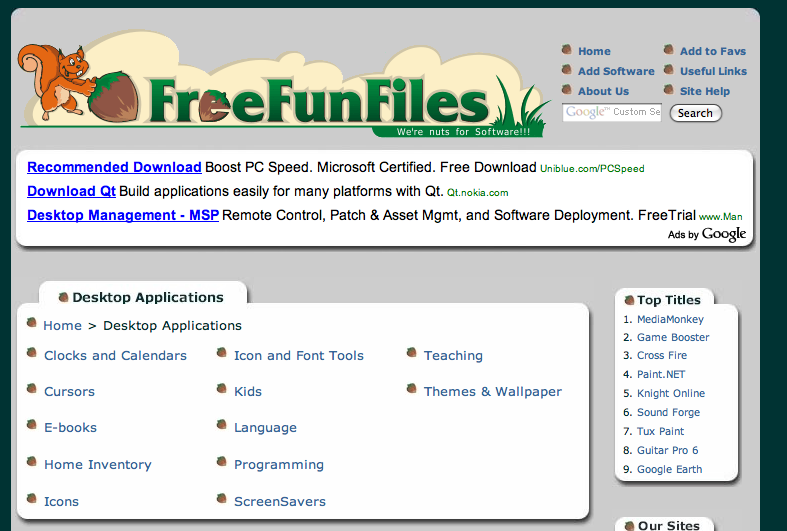 FreeFunFiles
We're nuts for Software!!!
Home
Add to Favs
Add Software
Useful Links
About Us
Site Help
Google™ Custom Se
Search
Recommended Download Boost PC Speed. Microsoft Certified. Free Download Uniblue.com/PCSpeed
Download Qt Build applications easily for many platforms with Qt. Qt.nokia.com
Desktop Management - MSP Remote Control, Patch & Asset Mgmt, and Software Deployment. FreeTrial www.Man
Ads by Google
Desktop Applications
Home > Desktop Applications
Clocks and Calendars
Icon and Font Tools
Teaching
Cursors
Kids
Themes & Wallpaper
E-books
Language
Home Inventory
Programming
Icons
ScreenSavers
Top Titles
1. MediaMonkey
2. Game Booster
3. Cross Fire
4. Paint.NET
5. Knight Online
6. Sound Forge
7. Tux Paint
8. Guitar Pro 6
9. Google Earth
Our Sites